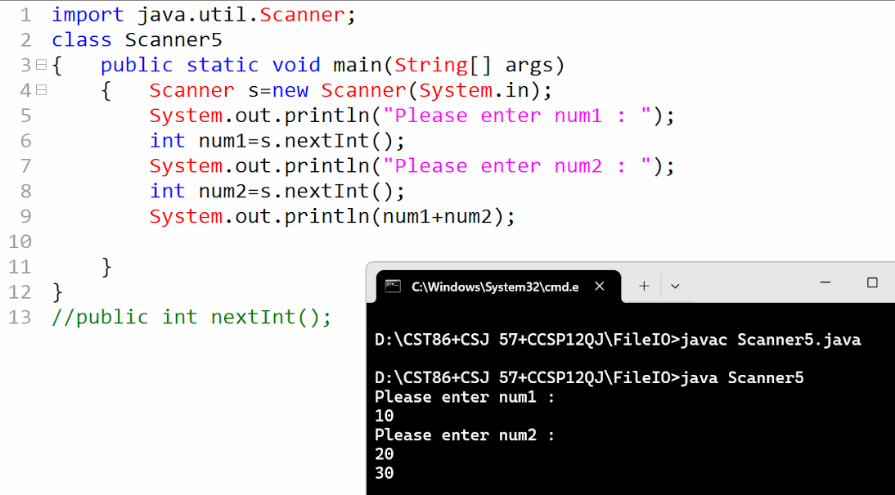 1 import java.util.Scanner;
2 class Scanner5
3 { public static void main(String[] args)
4 { Scanner s=new Scanner(System.in);
5 System.out.println("Please enter num1 : ");
6 int num1=s.nextInt();
7 System.out.println("Please enter num2 : ");
8 int num2=s.nextInt();
9 System.out.println(num1+num2);
10
11 }
12 }
13 //public int nextInt();
C:\Windows\System32\cmd.e
D:\CST86+CSJ 57+CCSP12QJ\FileIO>javac Scanner5.java
D:\CST86+CSJ 57+CCSP12QJ\FileIO>java Scanner5
Please enter num1 :
10
Please enter num2 :
20
30